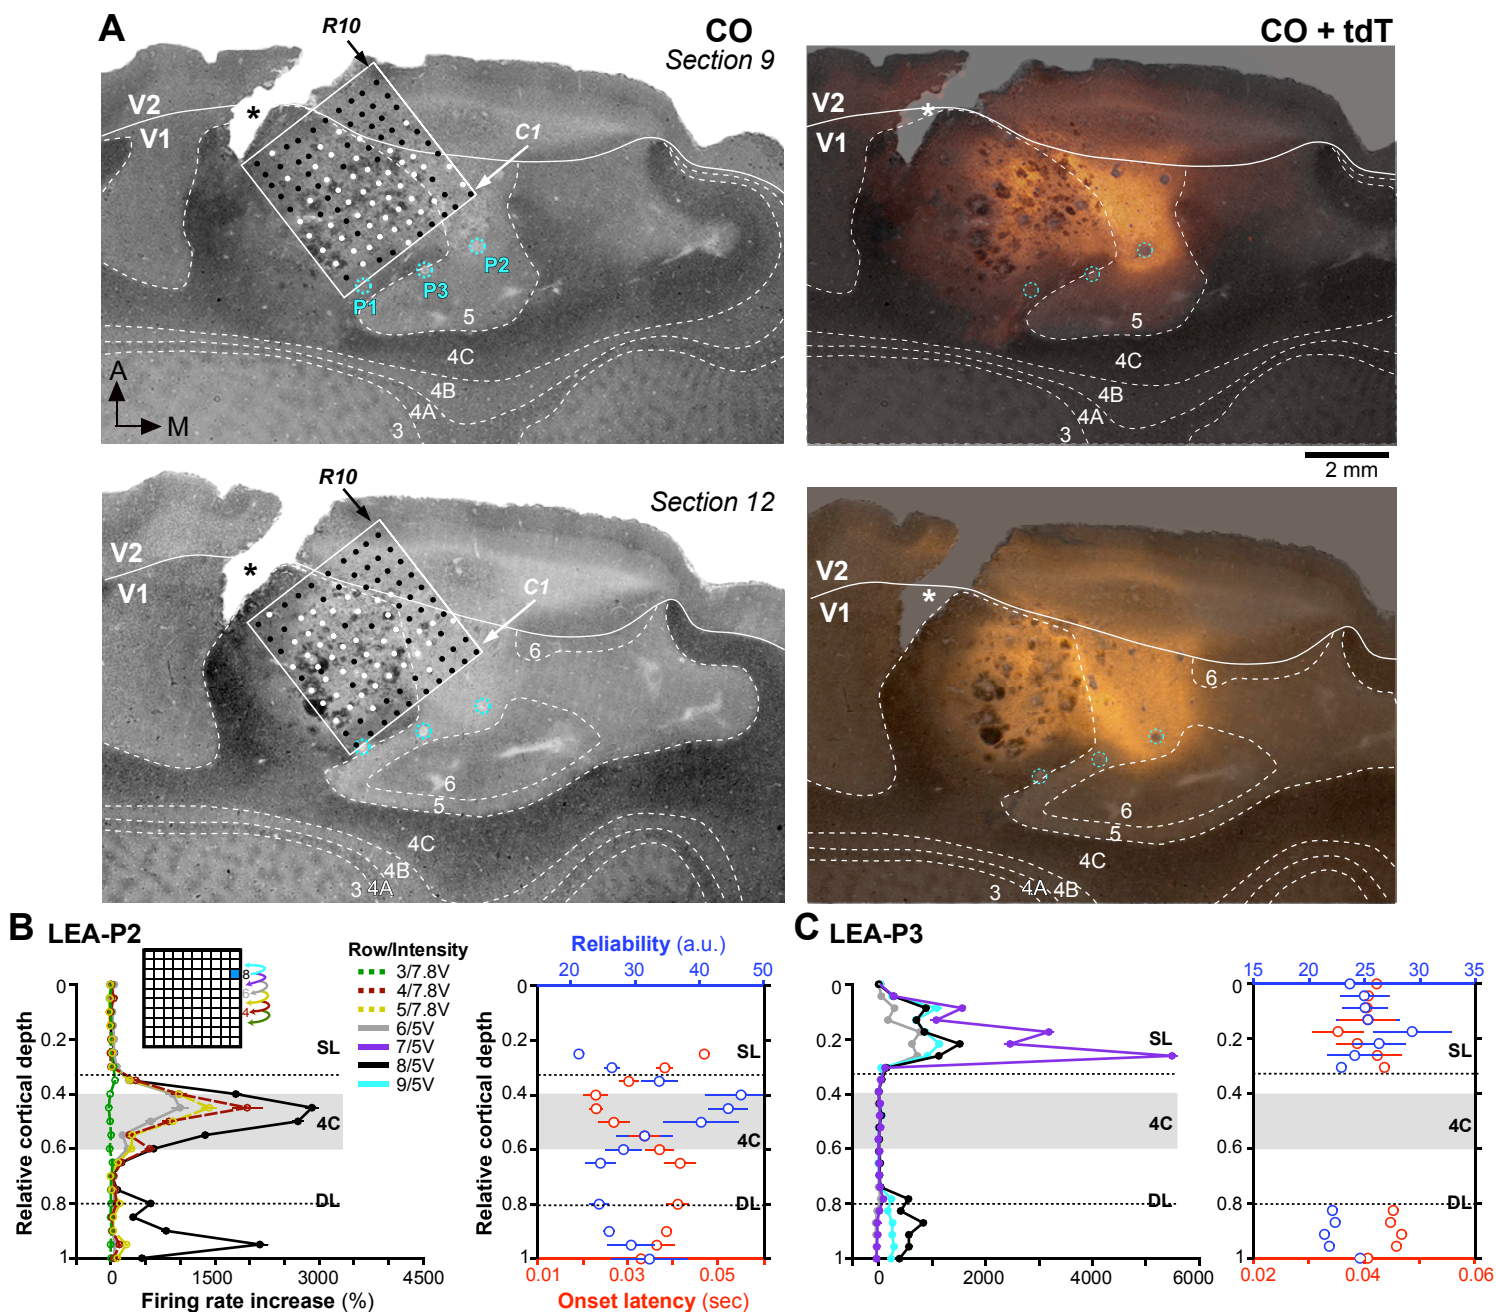 A
R10
CO
Section 9
CO + tdT
V2
V1
*
C1
P1
P3
P2
5
4C
4B
4A
3
A
M
V2
V1
*
5
4C
4B
4A
3
2 mm
R10
Section 12
V2
V1
*
C1
6
6
5
4C
4B
3 4A
V2
V1
*
6
6
5
4C
4A 4B
3
B LEA-P2
8
6
4
Row/Intensity
3/7.8V
4/7.8V
5/7.8V
6/5V
7/5V
8/5V
9/5V
Relative cortical depth
0
0.2
0.4
0.6
0.8
1
SL
4C
DL
0 1500 3000 4500
Firing rate increase (%)
Reliability (a.u.)
20 30 40 50
Relative cortical depth
0
0.2
0.4
0.6
0.8
1
SL
4C
DL
0.01 0.03 0.05
Onset latency (sec)
C LEA-P3
0
0.2
0.4
0.6
0.8
1
SL
4C
DL
0 2000 4000 6000
15 20 25 30 35
0
0.2
0.4
0.6
0.8
1
SL
4C
DL
0.02 0.04 0.06